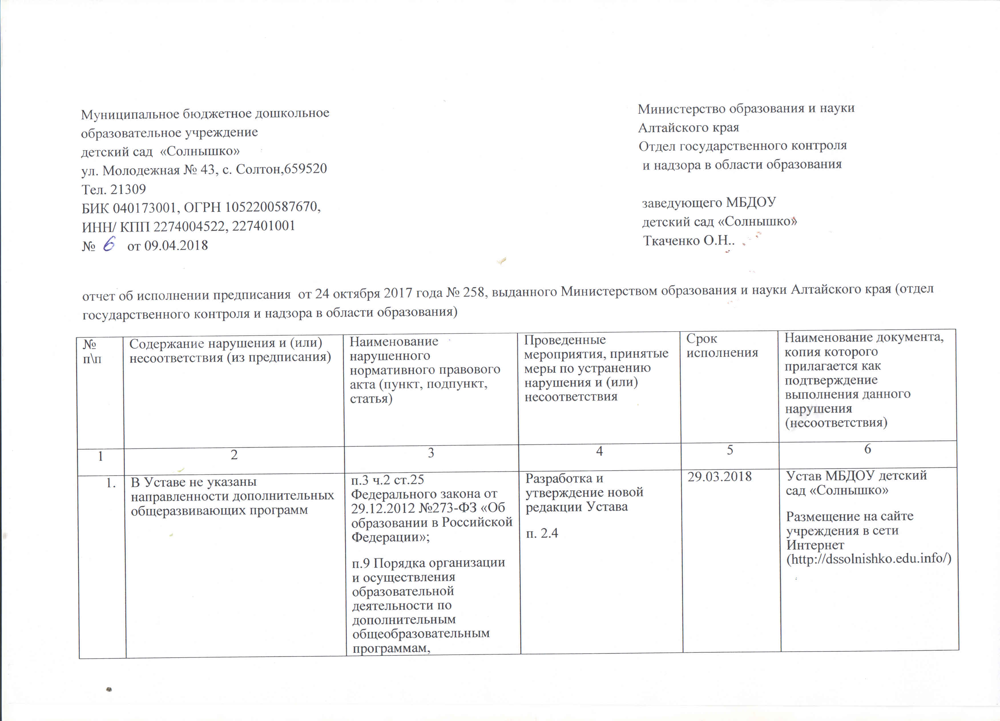 Муниципальное бюджетное дошкольное
образовательное учреждение
детский сад «Солнышко»
ул. Молодежная № 43, с. Солтон,659520
Тел. 21309
БИК 040173001, ОГРН 1052200587670,
ИНН/ КПП 2274004522, 227401001
№ 6 от 09.04.2018
Министерство образования и науки
Алтайского края
Отдел государственного контроля
и надзора в области образования
заведующего МБДОУ
детский сад «Солнышко»
Ткаченко О.Н..
отчет об исполнении предписания от 24 октября 2017 года № 258, выданного Министерством образования и науки Алтайского края (отдел
государственного контроля и надзора в области образования)
№
п\п
Содержание нарушения и (или)
несоответствия (из предписания)
Наименование
нарушенного
нормативного правового
акта (пункт, подпункт,
статья)
Проведенные
мероприятия, принятые
меры по устранению
нарушения и (или)
несоответствия
Срок
исполнения
Наименование документа,
копия которого
прилагается как
подтверждение
выполнения данного
нарушения
(несоответствия)
1
2
3
4
5
6
1.
В Уставе не указаны
направленности дополнительных
общеразвивающих программ
п.3 ч.2 ст.25
Федерального закона от
29.12.2012 №273-ФЗ «Об
образовании в Российской
Федерации»;
п.9 Порядка организации
и осуществления
образовательной
деятельности по
дополнительным
общеобразовательным
программам,
Разработка и
утверждение новой
редакции Устава
п. 2.4
29.03.2018
Устав МБДОУ детский
сад «Солнышко»
Размещение на сайте
учреждения в сети
Интернет
(http://dssolnishko.edu.info/)